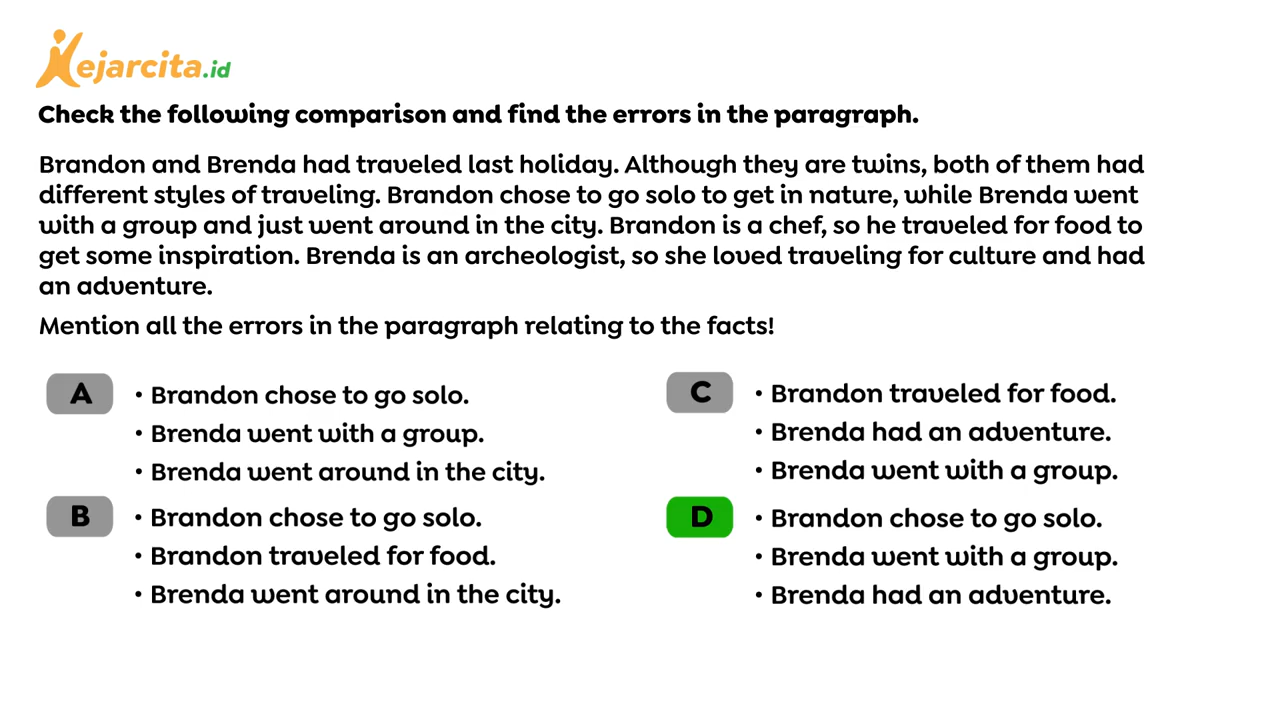 Kejarcita.id
Check the following comparison and find the errors in the paragraph.
Brandon and Brenda had traveled last holiday. Although they are twins, both of them had
different styles of traveling. Brandon chose to go solo to get in nature, while Brenda went
with a group and just went around in the city. Brandon is a chef, so he traveled for food to
get some inspiration. Brenda is an archeologist, so she loved traveling for culture and had
an adventure.
Mention all the errors in the paragraph relating to the facts!
A
• Brandon chose to go solo.
• Brenda went with a group.
• Brenda went around in the city.
B
• Brandon chose to go solo.
• Brandon traveled for food.
• Brenda went around in the city.
C
• Brandon traveled for food.
• Brenda had an adventure.
• Brenda went with a group.
D
• Brandon chose to go solo.
• Brenda went with a group.
• Brenda had an adventure.